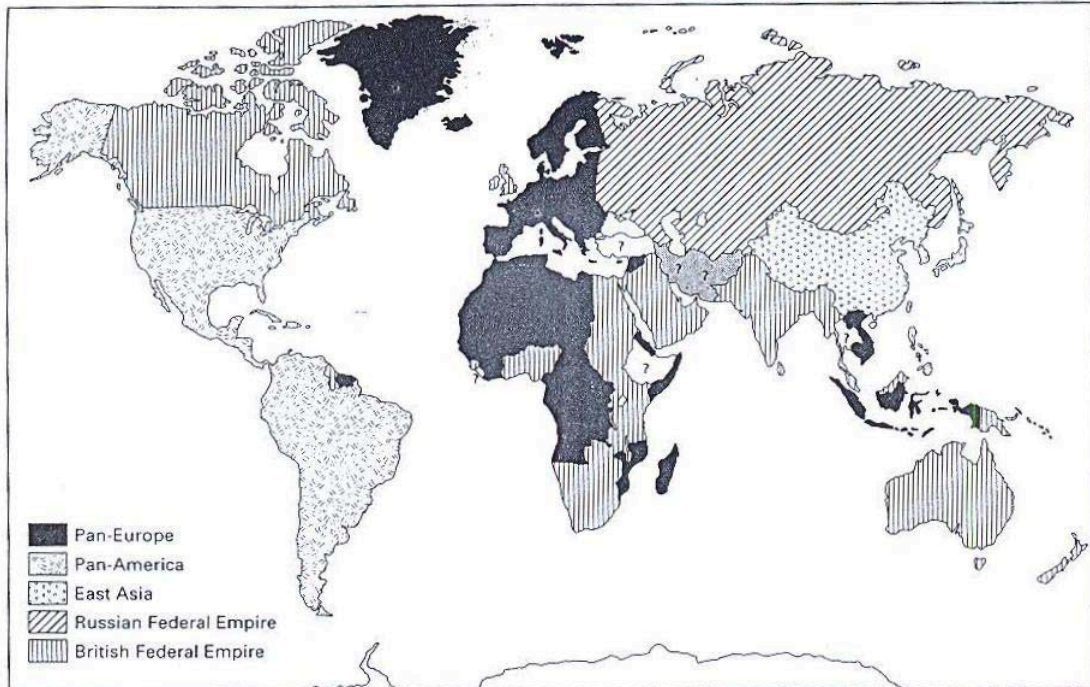 ?
? ?
?
?
Pan-Europe
Pan-America
East Asia
Russian Federal Empire
British Federal Empire